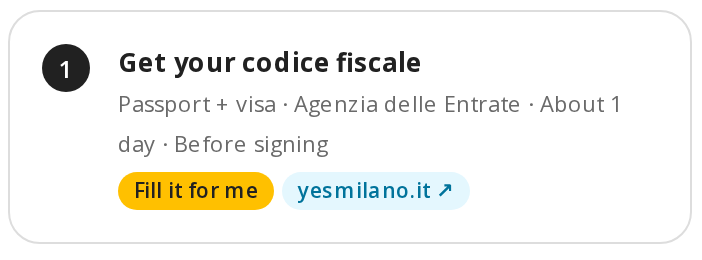 1
Get your codice fiscale
Passport + visa · Agenzia delle Entrate · About 1
day · Before signing
Fill it for me
yesmilano.it ↗